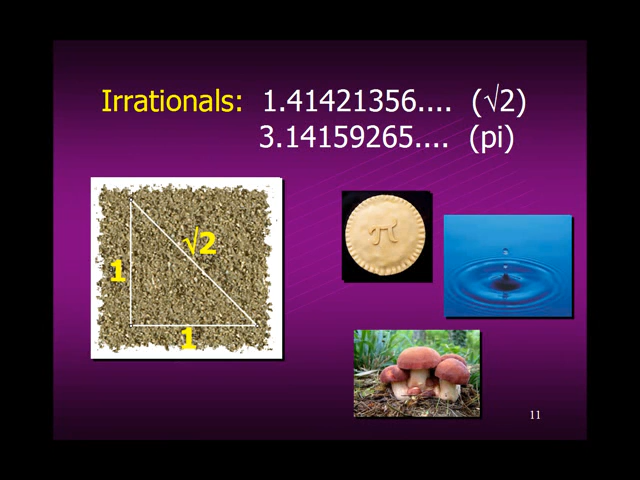 Irrationals: 1.41421356.... (√2)
3.14159265.... (pi)
√2
1
1
π
11